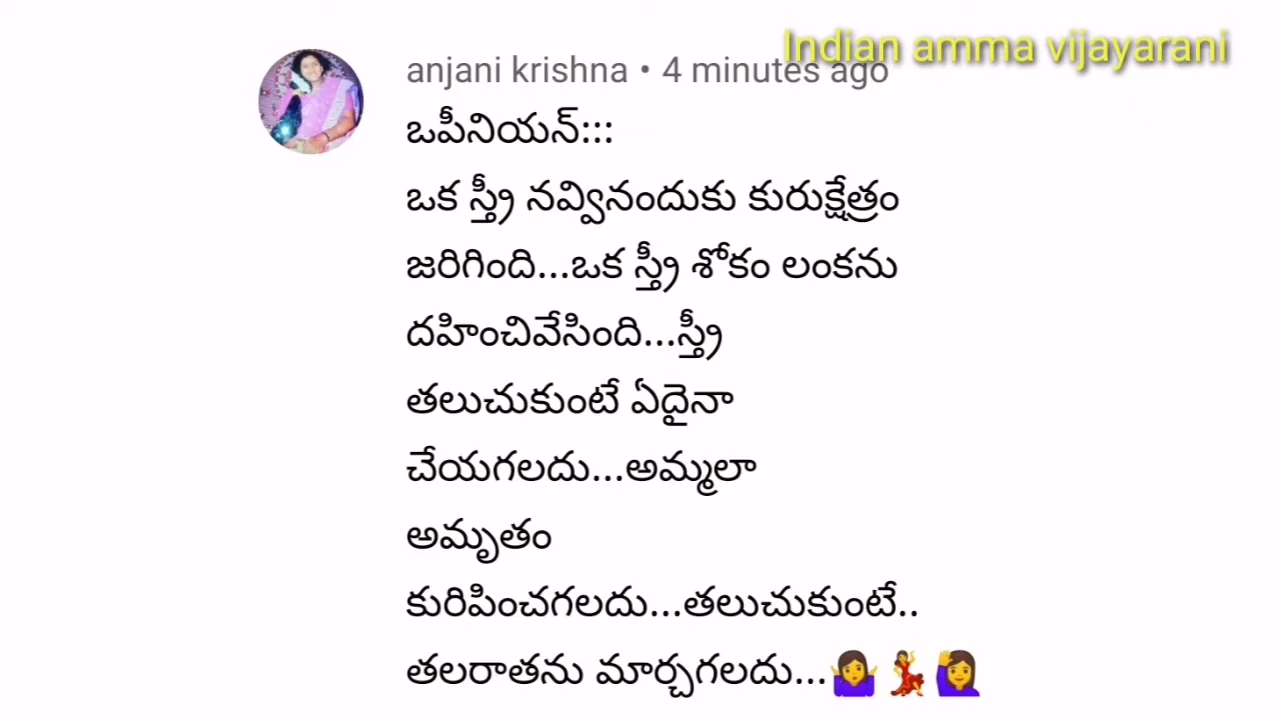 Indian amma vijayarani
anjani krishna • 4 minutes ago
ఒపీనియన్:::
ఒక స్త్రీ నవ్వినందుకు కురుక్షేత్రం
జరిగింది...ఒక స్త్రీ శోకం లంకను
దహించివేసింది...స్త్రీ
తలుచుకుంటే ఏదైనా
చేయగలదు...అమ్మలా
అమృతం
కురిపించగలదు...తలుచుకుంటే..
తలరాతను మార్చగలదు...🤷‍♀️💃🙋‍♀️